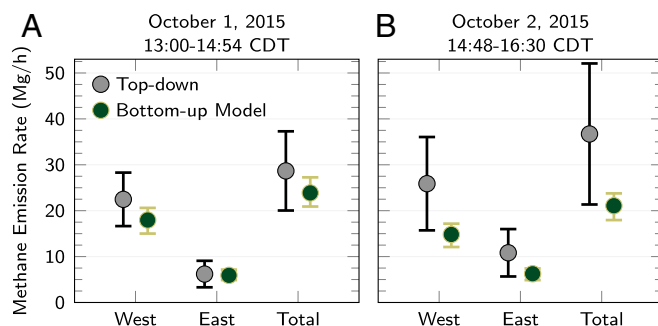 A
October 1, 2015
13:00-14:54 CDT
B
October 2, 2015
14:48-16:30 CDT
Methane Emission Rate (Mg/h)
50
40
30
20
10
0
Top-down
Bottom-up Model
West East Total
West East Total